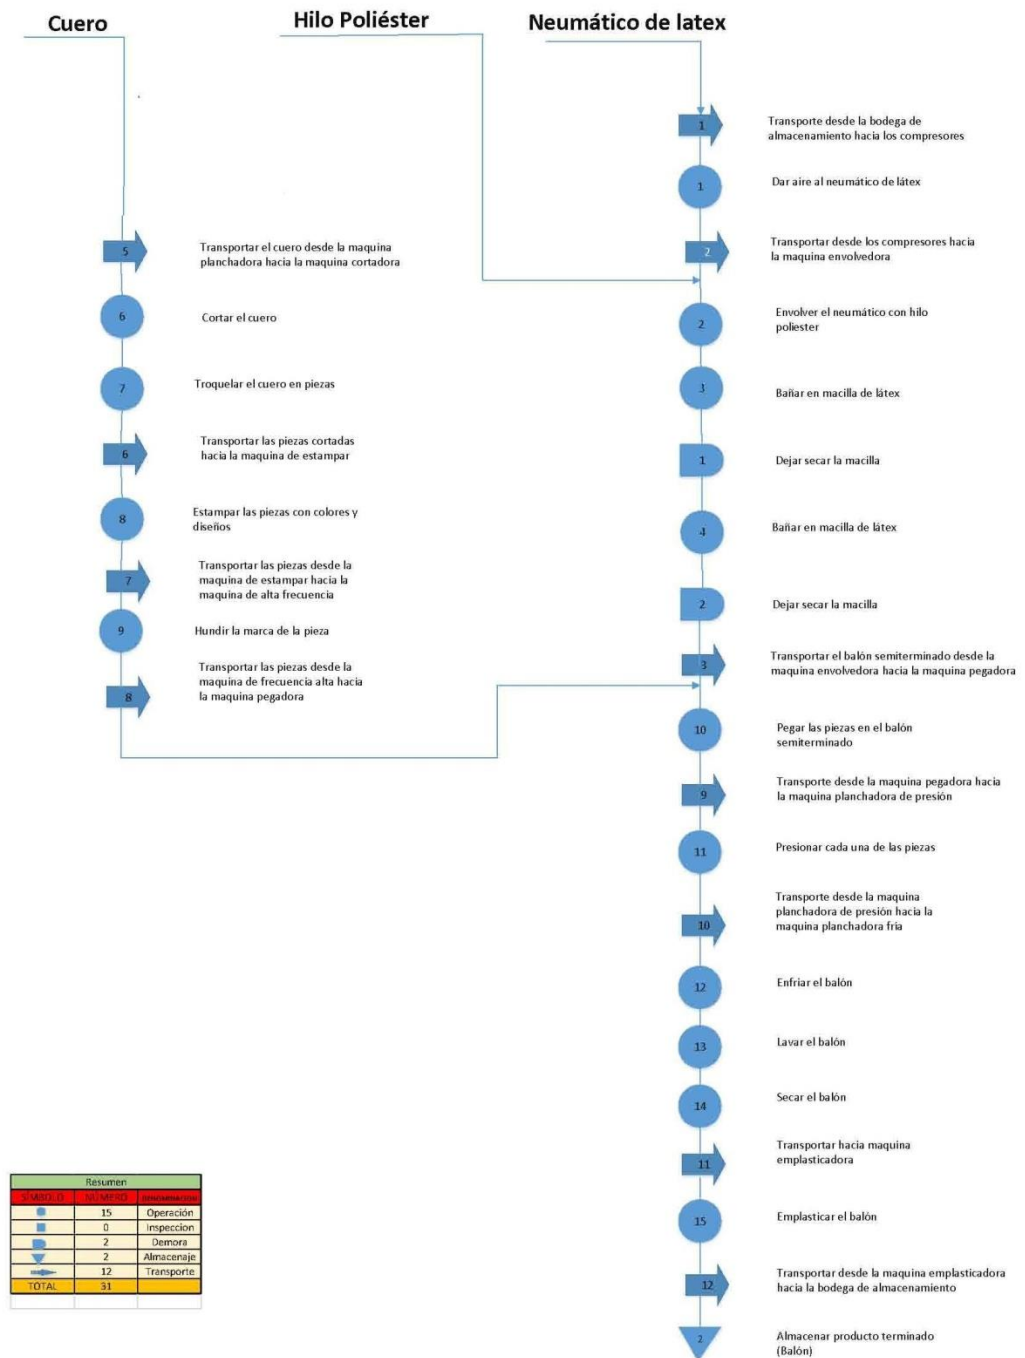 Cuero
Hilo Poliéster
Neumático de latex
1
Transporte desde la bodega de
almacenamiento hacia los compresores
1
Dar aire al neumático de látex
2
Transportar desde los compresores hacia
la maquina envolvedora
2
Envolver el neumático con hilo
poliester
3
Bañar en macilla de látex
1
Dejar secar la macilla
4
Bañar en macilla de látex
2
Dejar secar la macilla
3
Transportar el balón semiterminado desde la
maquina envolvedora hacia la maquina pegadora
5
Transportar el cuero desde la maquina
planchadora hacia la maquina cortadora
6
Cortar el cuero
7
Troquelar el cuero en piezas
6
Transportar las piezas cortadas
hacia la maquina de estampar
8
Estampar las piezas con colores y
diseños
7
Transportar las piezas desde la
maquina de estampar hacia la
maquina de alta frecuencia
9
Hundir la marca de la pieza
8
Transportar las piezas desde la
maquina de frecuencia alta hacia
la maquina pegadora
10
Pegar las piezas en el balón
semiterminado
9
Transporte desde la maquina pegadora hacia
la maquina planchadora de presión
11
Presionar cada una de las piezas
10
Transporte desde la maquina
planchadora de presión hacia la
maquina planchadora fria
12
Enfriar el balón
13
Lavar el balón
14
Secar el balón
11
Transportar hacia maquina
emplasticadora
15
Emplasticar el balón
12
Transportar desde la maquina emplasticadora
hacia la bodega de almacenamiento
2
Almacenar producto terminado
(Balón)
Resumen
SÍMBOLO NÚMERO DENOMINACION
15 Operación
0 Inspeccion
2 Demora
2 Almacenaje
12 Transporte
TOTAL 31